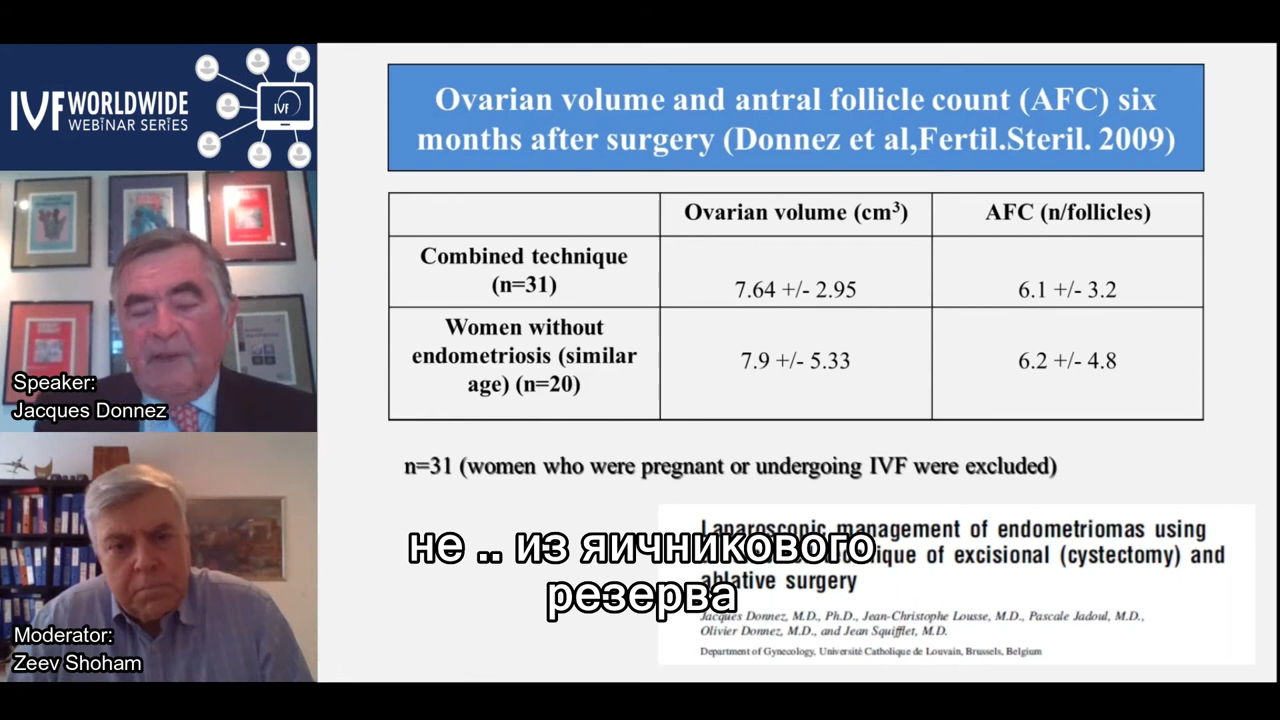 IVF WORLDWIDE
WEBINAR SERIES
IVF
Speaker:
Jacques Donnez
Moderator:
Zeev Shoham
Ovarian volume and antral follicle count (AFC) six
months after surgery (Donnez et al,Fertil.Steril. 2009)
Ovarian volume (cm³)
AFC (n/follicles)
Combined technique
(n=31)
7.64 +/- 2.95
6.1 +/- 3.2
Women without
endometriosis (similar
age) (n=20)
7.9 +/- 5.33
6.2 +/- 4.8
n=31 (women who were pregnant or undergoing IVF were excluded)
Laparoscopic management of endometriomas using
technique of excisional (cystectomy) and
ablative surgery
Jacques Donnez, M.D., Ph.D., Jean-Christophe Lousse, M.D., Pascale Jadoul, M.D.,
Olivier Donnez, M.D., and Jean Squifflet, M.D.
Department of Gynecology, Université Catholique de Louvain, Brussels, Belgium
не .. из яичникового
резерва